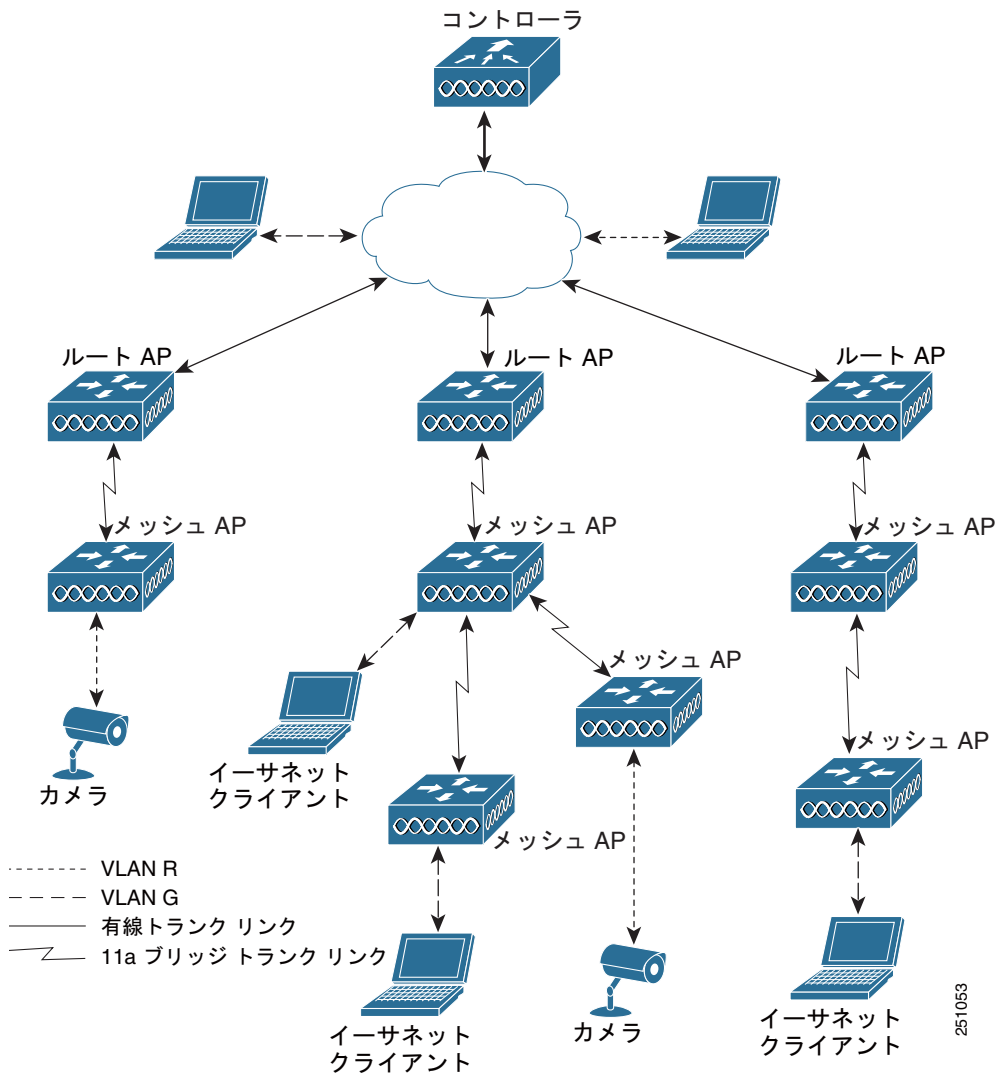 コントローラ
ルート AP
ルート AP
ルート AP
メッシュ AP
メッシュ AP
メッシュ AP
メッシュ AP
メッシュ AP
カメラ
イーサネット
クライアント
メッシュ AP
VLAN R
VLAN G
有線トランク リンク
11a ブリッジ トランク リンク
イーサネット
クライアント
カメラ
イーサネット
クライアント
251053